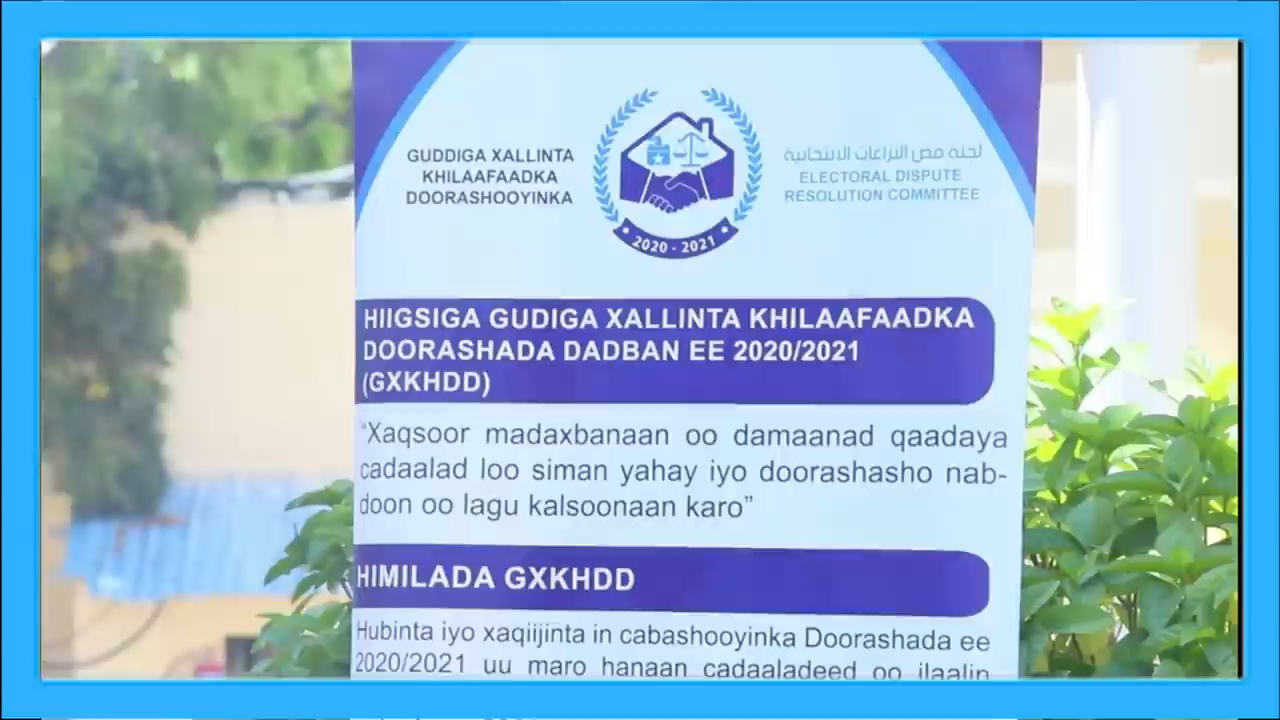 GUDDIGA XALLINTA
KHILAAFAADKA
DOORASHOOYINKA
لجنة فض النزاعات الانتخابية
ELECTORAL DISPUTE
RESOLUTION COMMITTEE
2020 - 2021
HIIGSIGA GUDIGA XALLINTA KHILAAFAADKA
DOORASHADA DADBAN EE 2020/2021
(GXKHDD)
“Xaqsoor madaxbanaan oo damaanad qaadaya
cadaalad loo siman yahay iyo doorashasho nab-
doon oo lagu kalsoonaan karo”
HIMILADA GXKHDD
Hubinta iyo xaqiijinta in cabashooyinka Doorashada ee
2020/2021 uu maro hanaan cadaaladeed oo ilaalin